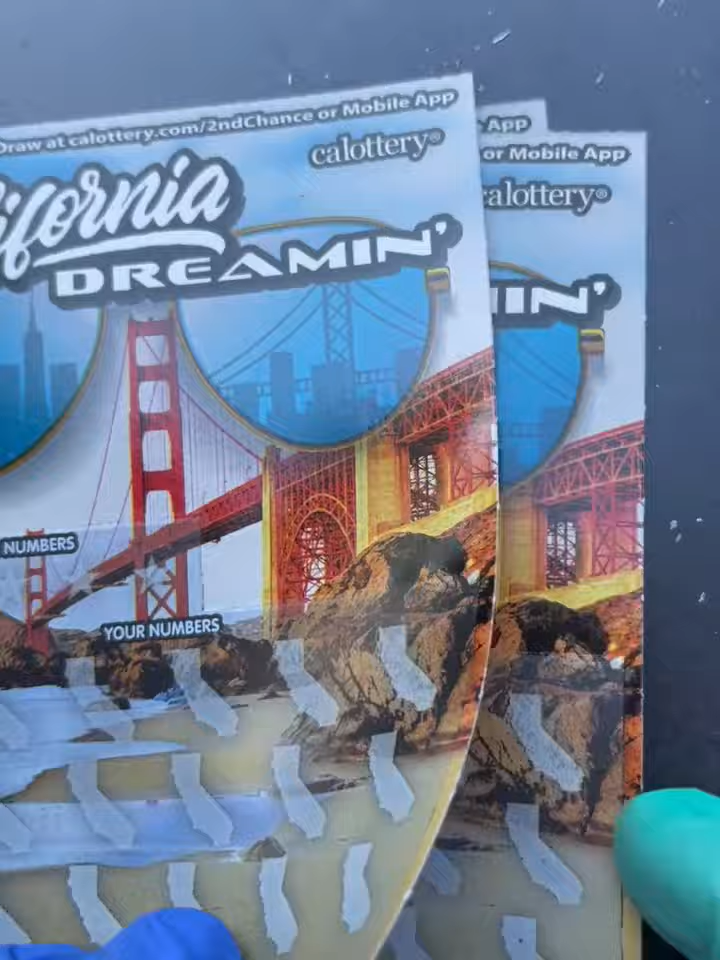 Draw at calottery.com/2ndChance or Mobile App
calottery®
ifornia
DREAMIN'
NUMBERS
YOUR NUMBERS
App
or Mobile App
calottery®
IN'